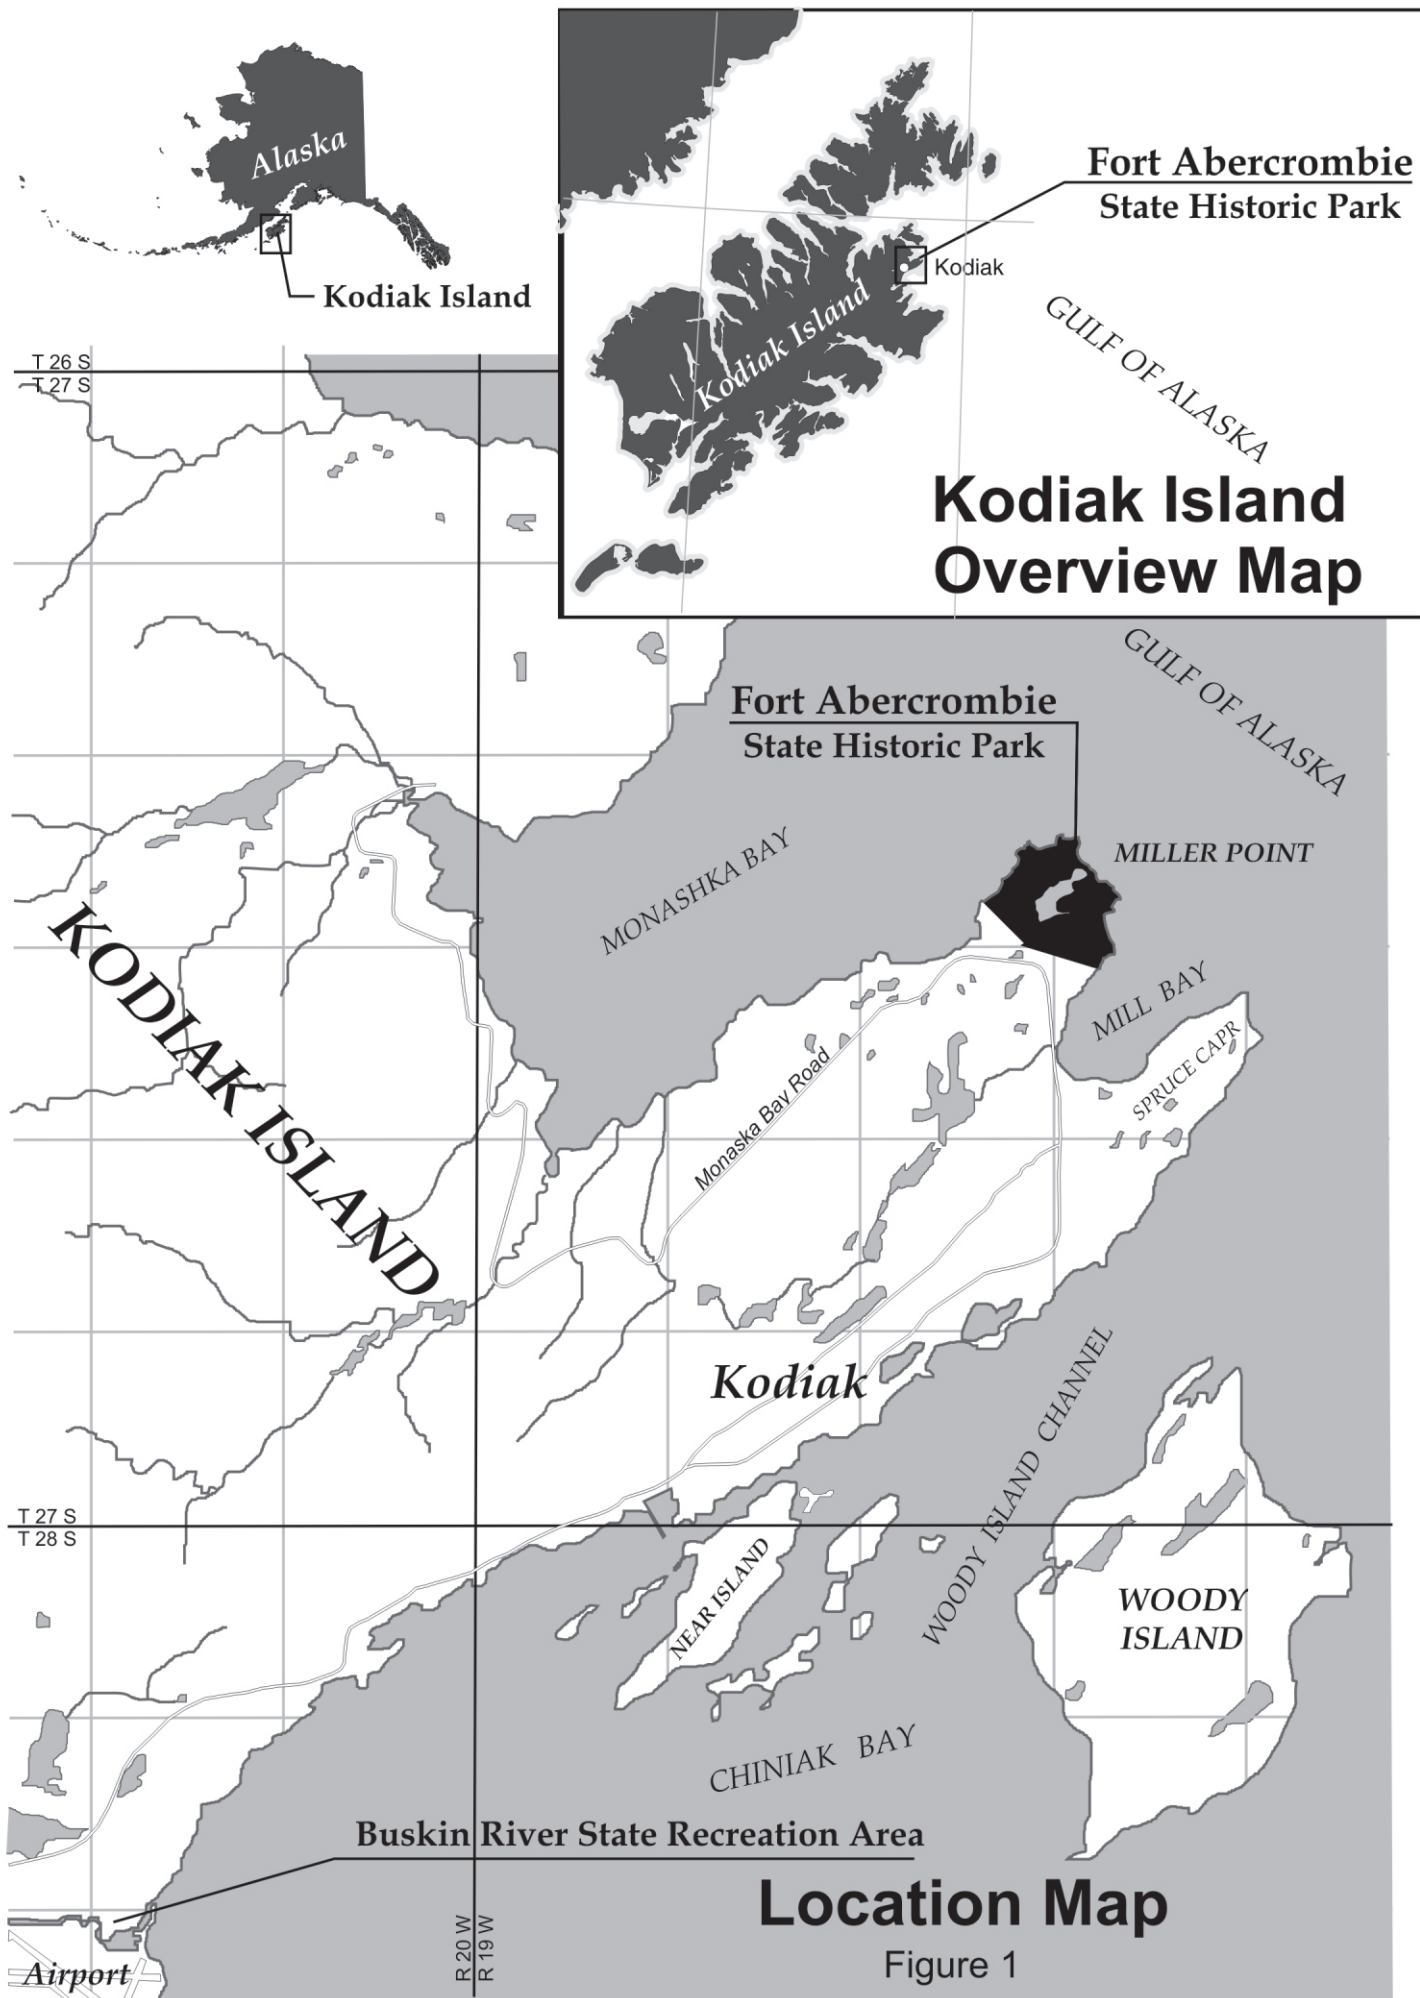 Alaska
Kodiak Island
Fort Abercrombie
State Historic Park
Kodiak
Kodiak Island
GULF OF ALASKA
Kodiak Island
Overview Map
T 26 S
T 27 S
GULF OF ALASKA
Fort Abercrombie
State Historic Park
MILLER POINT
MONASHKA BAY
KODIAK ISLAND
MILL BAY
SPRUCE CAPR
Monaska Bay Road
Kodiak
WOODY ISLAND CHANNEL
T 27 S
T 28 S
NEAR ISLAND
WOODY
ISLAND
CHINIAK BAY
Buskin River State Recreation Area
Location Map
Figure 1
R 20 W
R 19 W
Airport